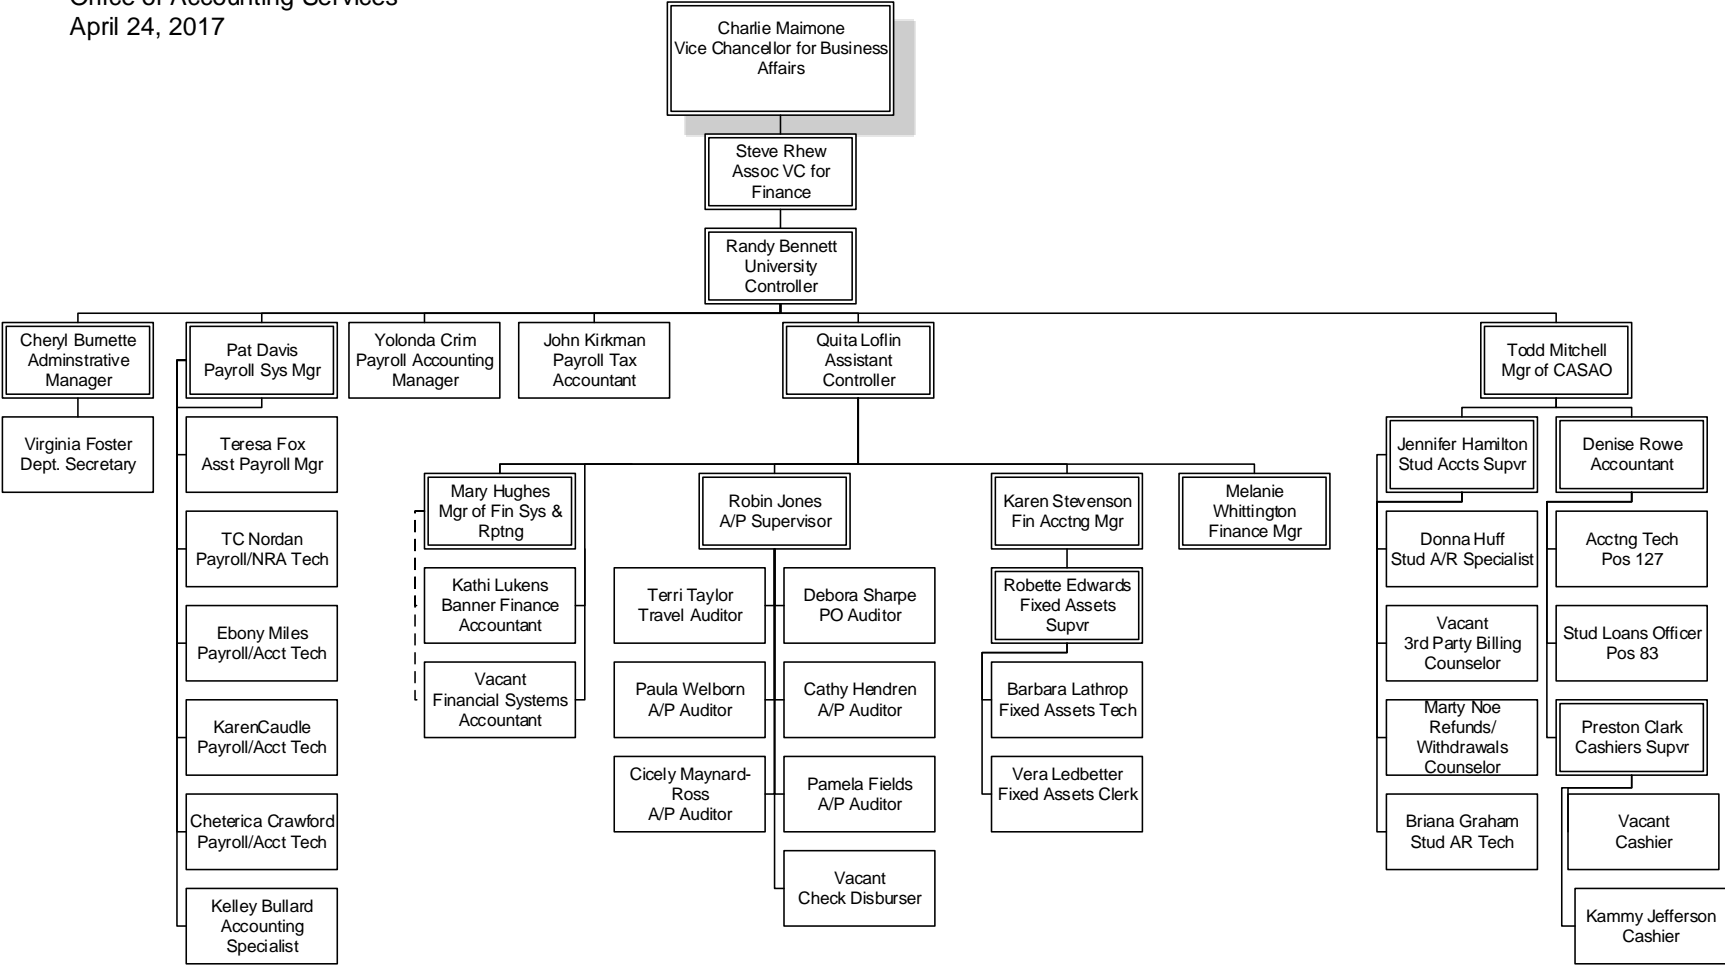 Office of Accounting Services
April 24, 2017
Charlie Maimone
Vice Chancellor for Business
Affairs
Steve Rhew
Assoc VC for
Finance
Randy Bennett
University
Controller
Cheryl Burnette
Adminstrative
Manager
Pat Davis
Payroll Sys Mgr
Yolonda Crim
Payroll Accounting
Manager
John Kirkman
Payroll Tax
Accountant
Quita Loflin
Assistant
Controller
Todd Mitchell
Mgr of CASAO
Virginia Foster
Dept. Secretary
Teresa Fox
Asst Payroll Mgr
TC Nordan
Payroll/NRA Tech
Ebony Miles
Payroll/Acct Tech
KarenCaudle
Payroll/Acct Tech
Cheterica Crawford
Payroll/Acct Tech
Kelley Bullard
Accounting
Specialist
Mary Hughes
Mgr of Fin Sys &
Rptng
Kathi Lukens
Banner Finance
Accountant
Vacant
Financial Systems
Accountant
Robin Jones
A/P Supervisor
Terri Taylor
Travel Auditor
Debora Sharpe
PO Auditor
Paula Welborn
A/P Auditor
Cathy Hendren
A/P Auditor
Cicely Maynard-
Ross
A/P Auditor
Pamela Fields
A/P Auditor
Vacant
Check Disburser
Karen Stevenson
Fin Acctng Mgr
Robette Edwards
Fixed Assets
Supvr
Barbara Lathrop
Fixed Assets Tech
Vera Ledbetter
Fixed Assets Clerk
Melanie
Whittington
Finance Mgr
Jennifer Hamilton
Stud Accts Supvr
Donna Huff
Stud A/R Specialist
Vacant
3rd Party Billing
Counselor
Marty Noe
Refunds/
Withdrawals
Counselor
Briana Graham
Stud AR Tech
Denise Rowe
Accountant
Acctng Tech
Pos 127
Stud Loans Officer
Pos 83
Preston Clark
Cashiers Supvr
Vacant
Cashier
Kammy Jefferson
Cashier